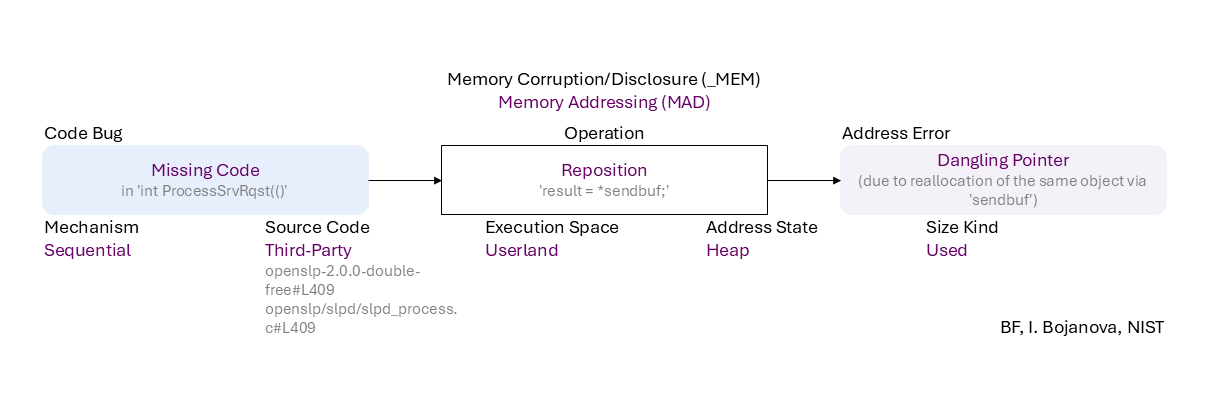 Memory Corruption/Disclosure (_MEM)
Memory Addressing (MAD)
Code Bug
Operation
Address Error
Missing Code
in 'int ProcessSrvRqst(()'
Reposition
'result = *sendbuf;'
Dangling Pointer
(due to reallocation of the same object via
'sendbuf')
Mechanism
Sequential
Source Code
Third-Party
openslp-2.0.0-double-
free#L409
openslp/slpd/slpd_process.
c#L409
Execution Space
Userland
Address State
Heap
Size Kind
Used
BF, I. Bojanova, NIST